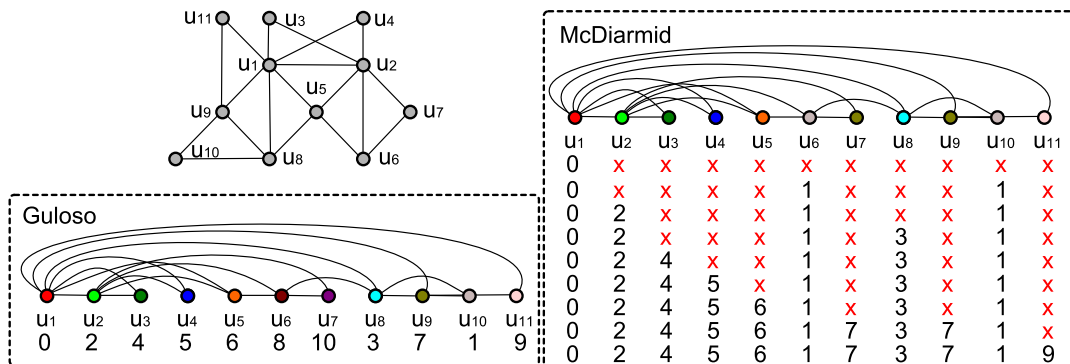 u11 u3 u4
u1 u2
u5
u9 u7
u10 u8 u6
Guloso
u1 u2 u3 u4 u5 u6 u7 u8 u9 u10 u11
0 2 4 5 6 8 10 3 7 1 9
McDiarmid
u1 u2 u3 u4 u5 u6 u7 u8 u9 u10 u11
0 x x x x x x x x x x
0 x x x x 1 x x x 1 x
0 2 x x x 1 x x x 1 x
0 2 x x x 1 x 3 x 1 x
0 2 4 x x 1 x 3 x 1 x
0 2 4 5 x 1 x 3 x 1 x
0 2 4 5 6 1 x 3 x 1 x
0 2 4 5 6 1 7 3 7 1 x
0 2 4 5 6 1 7 3 7 1 9